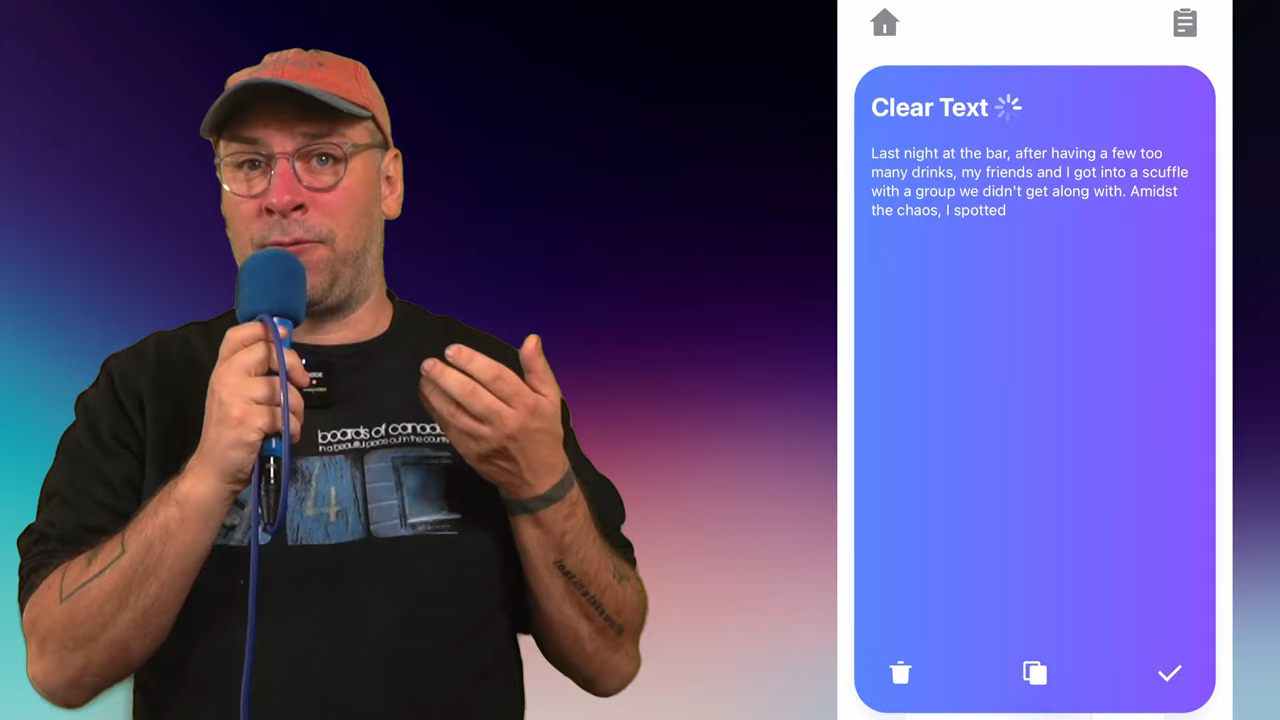 boards of canada
in a beautiful place out in the country
Clear Text
Last night at the bar, after having a few too
many drinks, my friends and I got into a scuffle
with a group we didn't get along with. Amidst
the chaos, I spotted